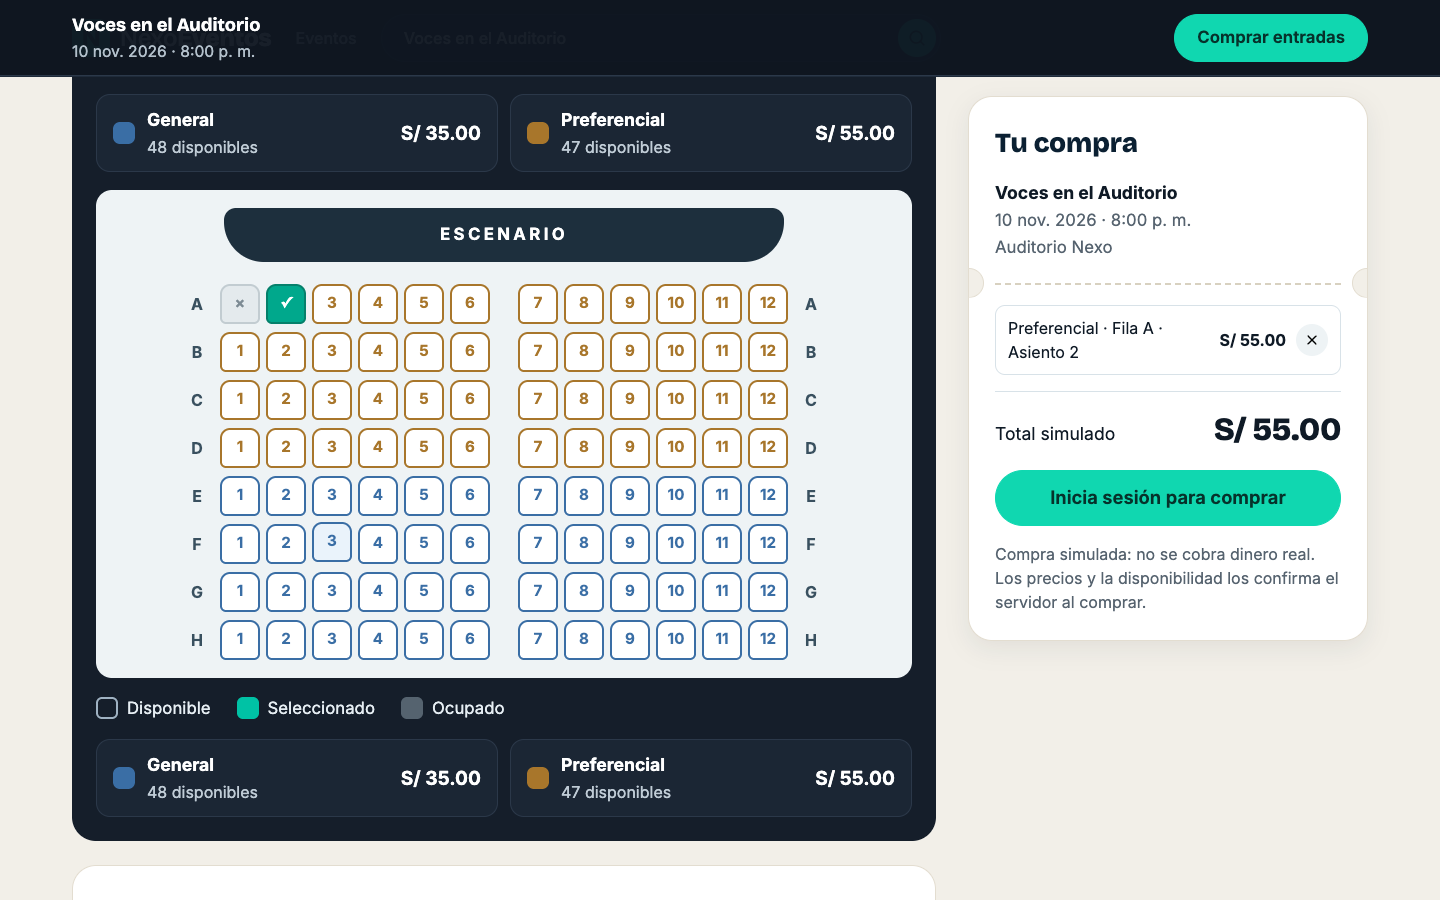 Voces en el Auditorio
10 nov. 2026 · 8:00 p. m.
NexoEventos
Eventos
Voces en el Auditorio
Comprar entradas
General
48 disponibles
S/ 35.00
Preferencial
47 disponibles
S/ 55.00
ESCENARIO
A × ✓ 3 4 5 6 7 8 9 10 11 12 A
B 1 2 3 4 5 6 7 8 9 10 11 12 B
C 1 2 3 4 5 6 7 8 9 10 11 12 C
D 1 2 3 4 5 6 7 8 9 10 11 12 D
E 1 2 3 4 5 6 7 8 9 10 11 12 E
F 1 2 3 4 5 6 7 8 9 10 11 12 F
G 1 2 3 4 5 6 7 8 9 10 11 12 G
H 1 2 3 4 5 6 7 8 9 10 11 12 H
Disponible
Seleccionado
Ocupado
General
48 disponibles
S/ 35.00
Preferencial
47 disponibles
S/ 55.00
Tu compra
Voces en el Auditorio
10 nov. 2026 · 8:00 p. m.
Auditorio Nexo
Preferencial · Fila A ·
Asiento 2
S/ 55.00 ×
Total simulado
S/ 55.00
Inicia sesión para comprar
Compra simulada: no se cobra dinero real.
Los precios y la disponibilidad los confirma el
servidor al comprar.